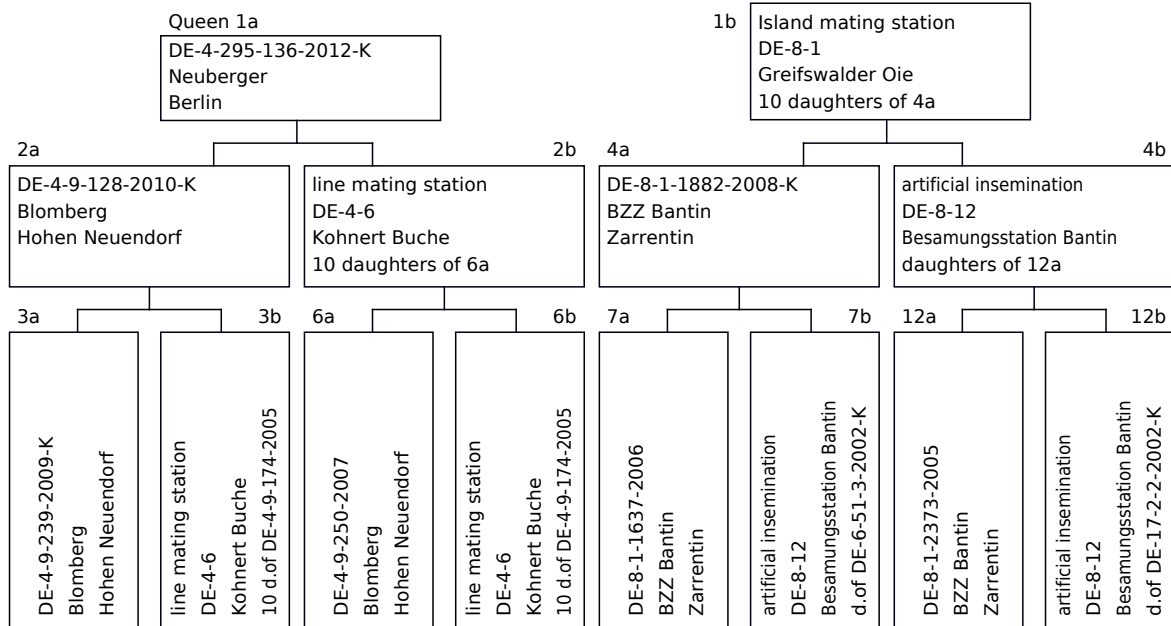 Queen 1a
DE-4-295-136-2012-K
Neuberger
Berlin
1b
Island mating station
DE-8-1
Greifswalder Oie
10 daughters of 4a
2a
DE-4-9-128-2010-K
Blomberg
Hohen Neuendorf
2b
line mating station
DE-4-6
Kohnert Buche
10 daughters of 6a
4a
DE-8-1-1882-2008-K
BZZ Bantin
Zarrentin
4b
artificial insemination
DE-8-12
Besamungsstation Bantin
daughters of 12a
3a
DE-4-9-239-2009-K
Blomberg
Hohen Neuendorf
3b
line mating station
DE-4-6
Kohnert Buche
10 d.of DE-4-9-174-2005
6a
DE-4-9-250-2007
Blomberg
Hohen Neuendorf
6b
line mating station
DE-4-6
Kohnert Buche
10 d.of DE-4-9-174-2005
7a
DE-8-1-1637-2006
BZZ Bantin
Zarrentin
7b
artificial insemination
DE-8-12
Besamungsstation Bantin
d.of DE-6-51-3-2002-K
12a
DE-8-1-2373-2005
BZZ Bantin
Zarrentin
12b
artificial insemination
DE-8-12
Besamungsstation Bantin
d.of DE-17-2-2-2002-K